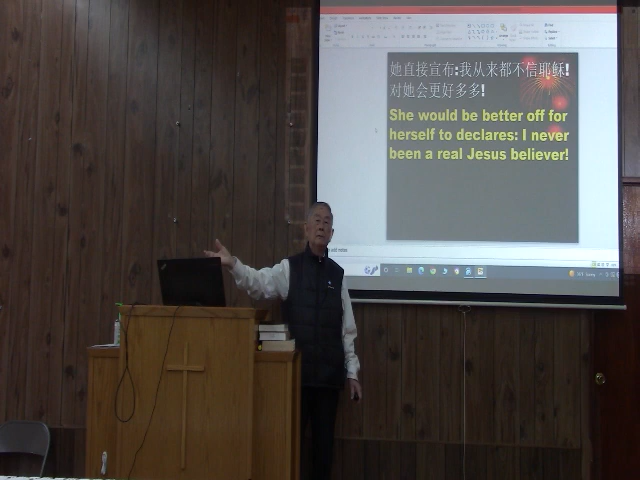 她直接宣布:我从来都不信耶稣!
对她会更好多多!
She would be better off for
herself to declares: I never
been a real Jesus believer!